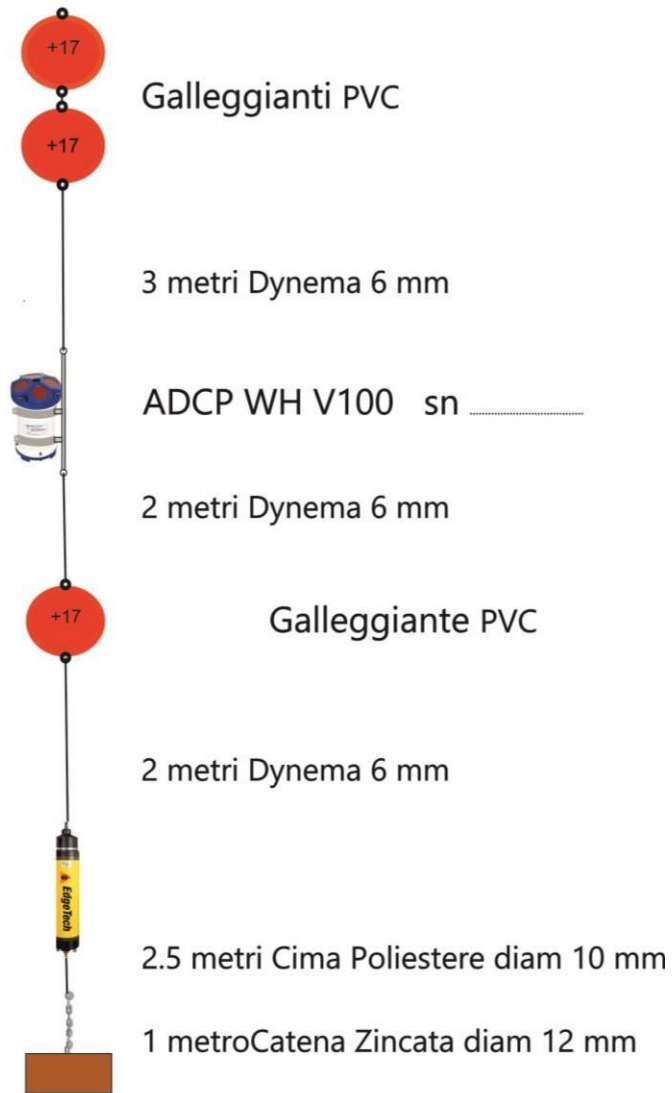 +17
Galleggianti PVC
+17
3 metri Dynema 6 mm
ADCP WH V100 sn ........................
2 metri Dynema 6 mm
+17
Galleggiante PVC
2 metri Dynema 6 mm
EdgeTech
2.5 metri Cima Poliestere diam 10 mm
1 metroCatena Zincata diam 12 mm